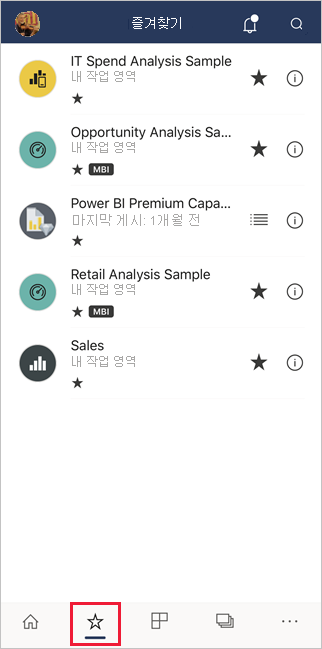 즐겨찾기
IT Spend Analysis Sample
내 작업 영역
Opportunity Analysis Sa...
내 작업 영역
MBI
Power BI Premium Capa...
마지막 게시: 1개월 전
Retail Analysis Sample
내 작업 영역
MBI
Sales
내 작업 영역